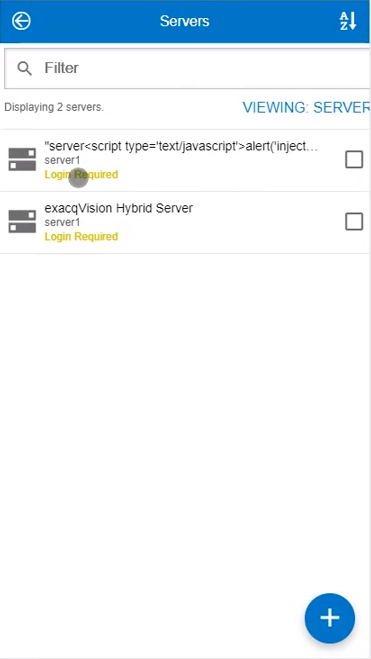 Servers
A
Z
Filter
Displaying 2 servers.
VIEWING: SERVER
"server<script type='text/javascript'>alert('inject...
server1
Login Required
exacqVision Hybrid Server
server1
Login Required